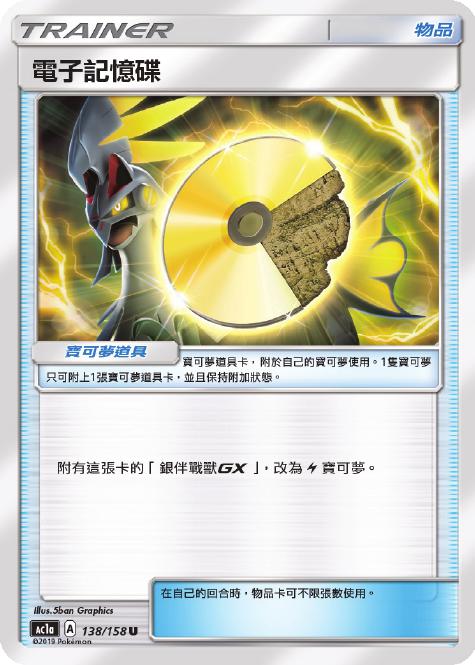 TRAINER 物品
電子記憶碟
寶可夢道具
寶可夢道具卡，附於自己的寶可夢使用。1隻寶可夢
只可附上1張寶可夢道具卡，並且保持附加狀態。
附有這張卡的「銀伴戰獸GX」，改為寶可夢。
在自己的回合時，物品卡可不限張數使用。
Illus.5ban Graphics
AC1a A 138/158 U
©2019 Pokémon